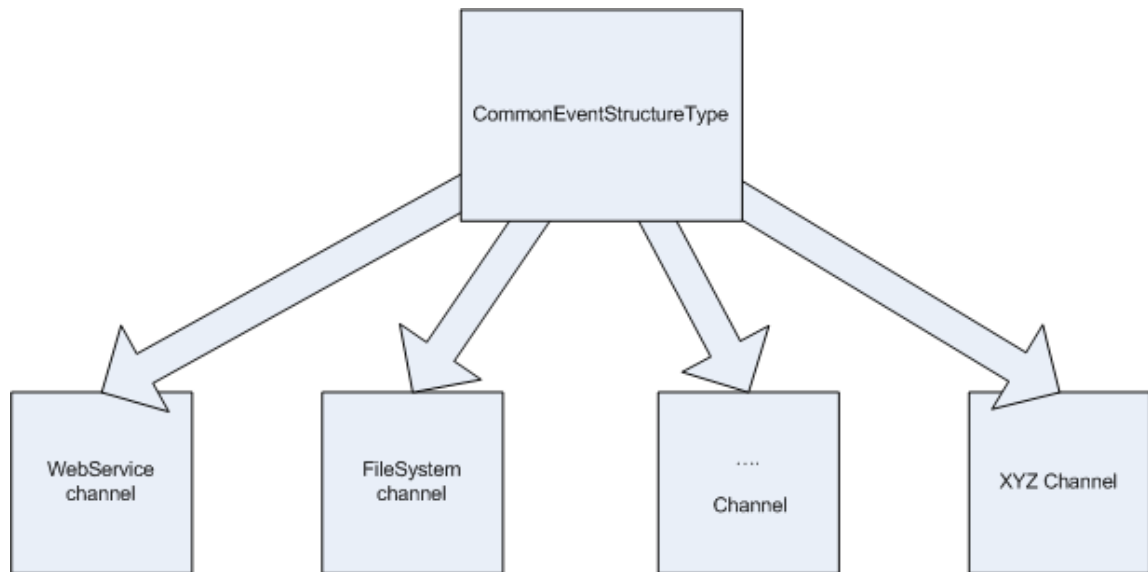 CommonEventStructureType
WebService
channel
FileSystem
channel
....
Channel
XYZ Channel